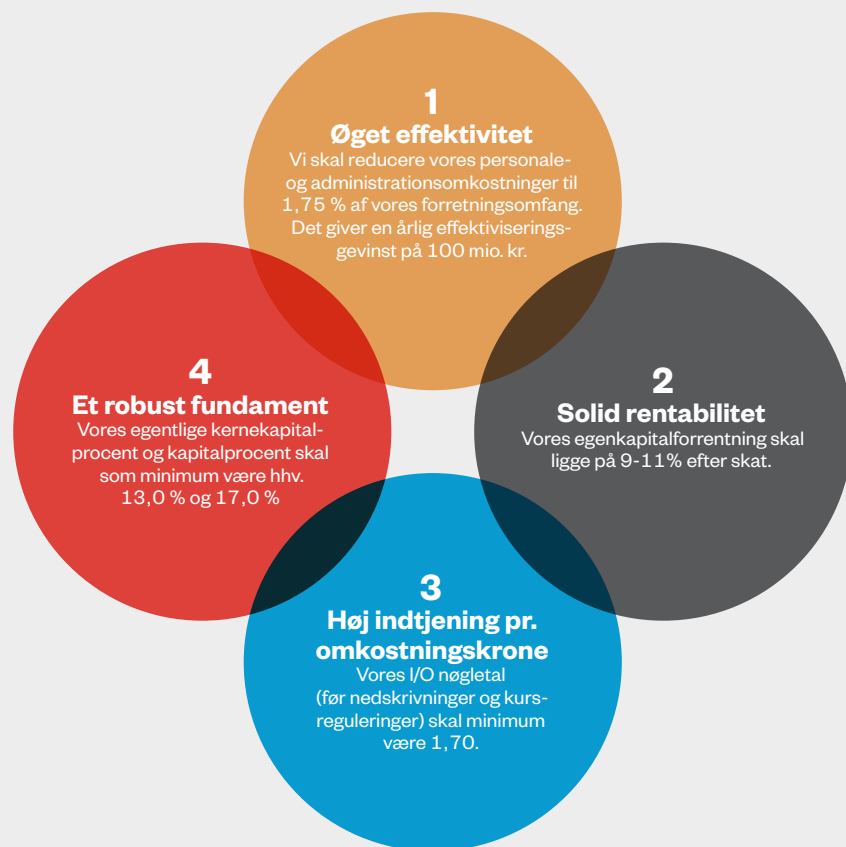 1
Øget effektivitet
Vi skal reducere vores personale-
og administrationsomkostninger til
1,75 % af vores forretningsomfang.
Det giver en årlig effektiviserings-
gevinst på 100 mio. kr.
2
Solid rentabilitet
Vores egenkapitalforrentning skal
ligge på 9-11% efter skat.
3
Høj indtjening pr.
omkostningskrone
Vores I/O nøgletal
(før nedskrivninger og kurs-
reguleringer) skal minimum
være 1,70.
4
Et robust fundament
Vores egentlige kernekapital-
procent og kapitalprocent skal
som minimum være hhv.
13,0 % og 17,0 %